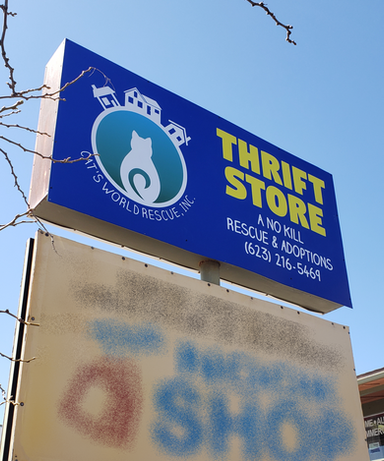 CAT'S WORLD RESCUE, INC.
THRIFT
STORE
A NO KILL
RESCUE & ADOPTIONS
(623) 216-5469
SHOP